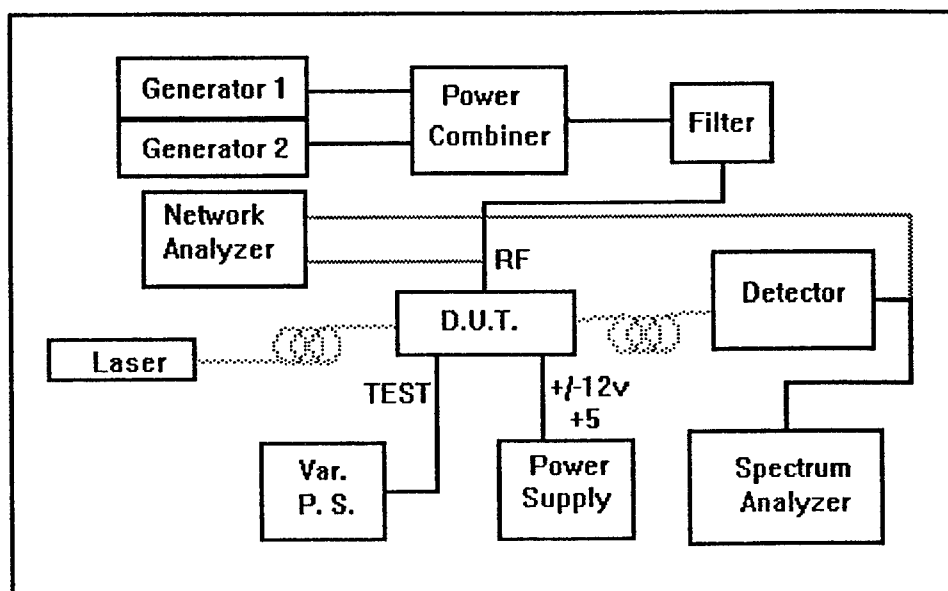 Generator 1
Generator 2
Power
Combiner
Filter
Network
Analyzer
RF
Detector
D.U.T.
Laser
TEST
+/-12v
+5
Var.
P. S.
Power
Supply
Spectrum
Analyzer